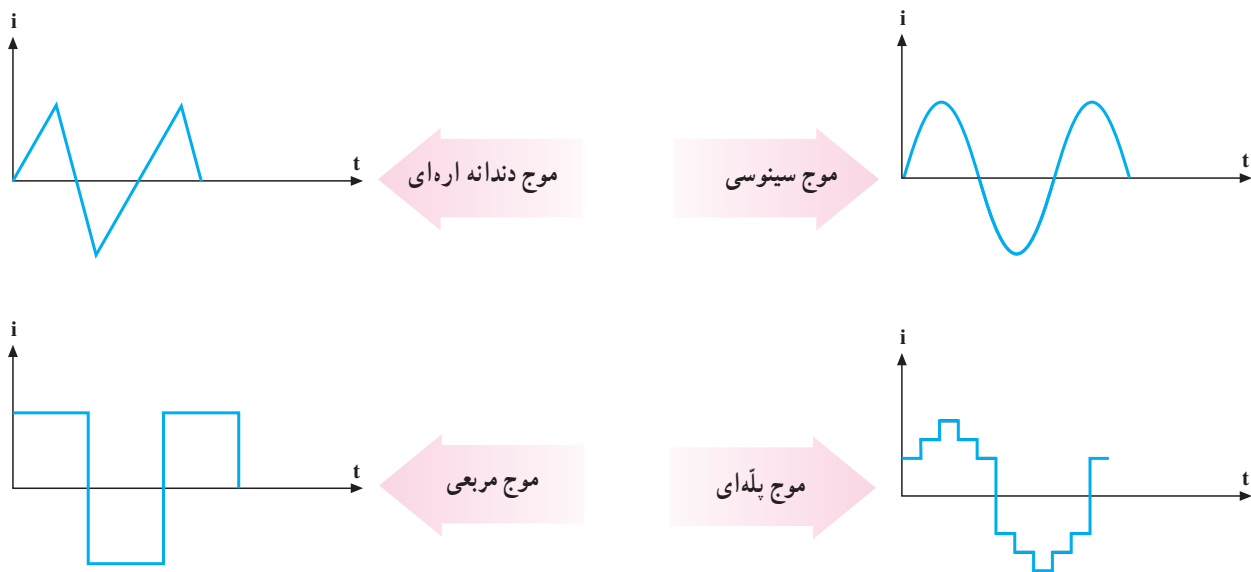 i
t
موج سینوسی
i
t
موج دندانه اره‌ای
i
t
موج پلّه‌ای
i
t
موج مربعی